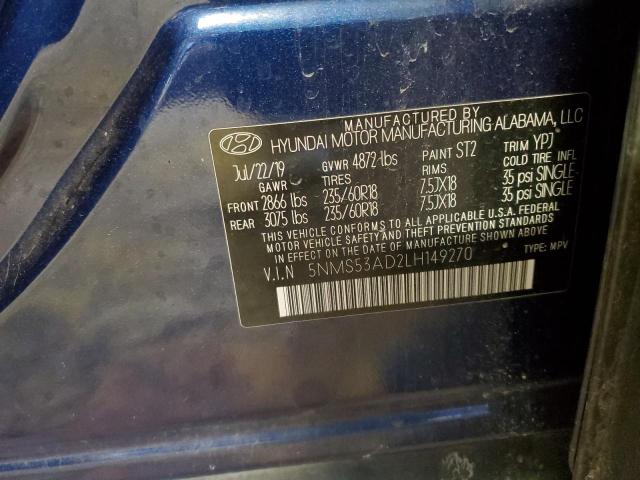 MANUFACTURED BY
HYUNDAI MOTOR MANUFACTURING ALABAMA, LLC
Jul/22/19 GVWR 4872 lbs PAINT ST2 TRIM YPJ
GAWR TIRES RIMS COLD TIRE INFL
FRONT 2866 lbs 235/60R18 7.5JX18 35 psi SINGLE
REAR 3075 lbs 235/60R18 7.5JX18 35 psi SINGLE
THIS VEHICLE CONFORMS TO ALL APPLICABLE U.S.A. FEDERAL
MOTOR VEHICLE SAFETY AND THEFT PREVENTION STANDARDS
IN EFFECT ON THE DATE OF MANUFACTURE SHOWN ABOVE.
V.I.N 5NMS53AD2LH149270 TYPE: MPV